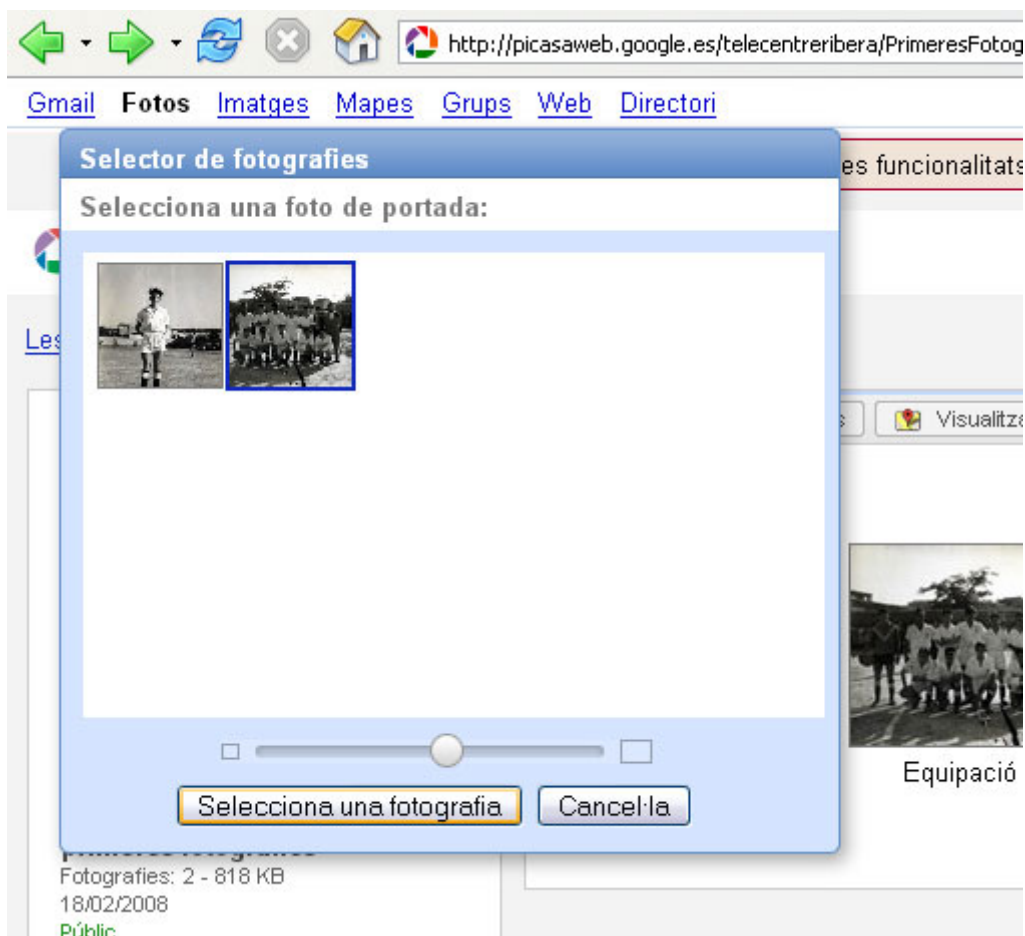 http://picasaweb.google.es/telecentreribera/PrimeresFotog
Gmail Fotos Imatges Mapes Grups Web Directori
Selector de fotografies
es funcionalitats
Selecciona una foto de portada:
Les
s Visualitza
Equipació
Selecciona una fotografia Cancel·la
primeres fotografies
Fotografies: 2 - 818 KB
18/02/2008
Públic